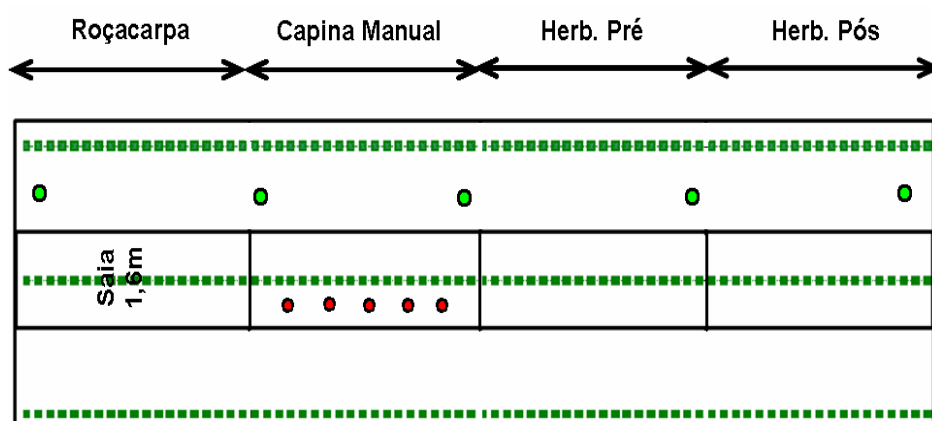 Roçacarpa
Capina Manual
Herb. Pré
Herb. Pós
Saia
1,6m